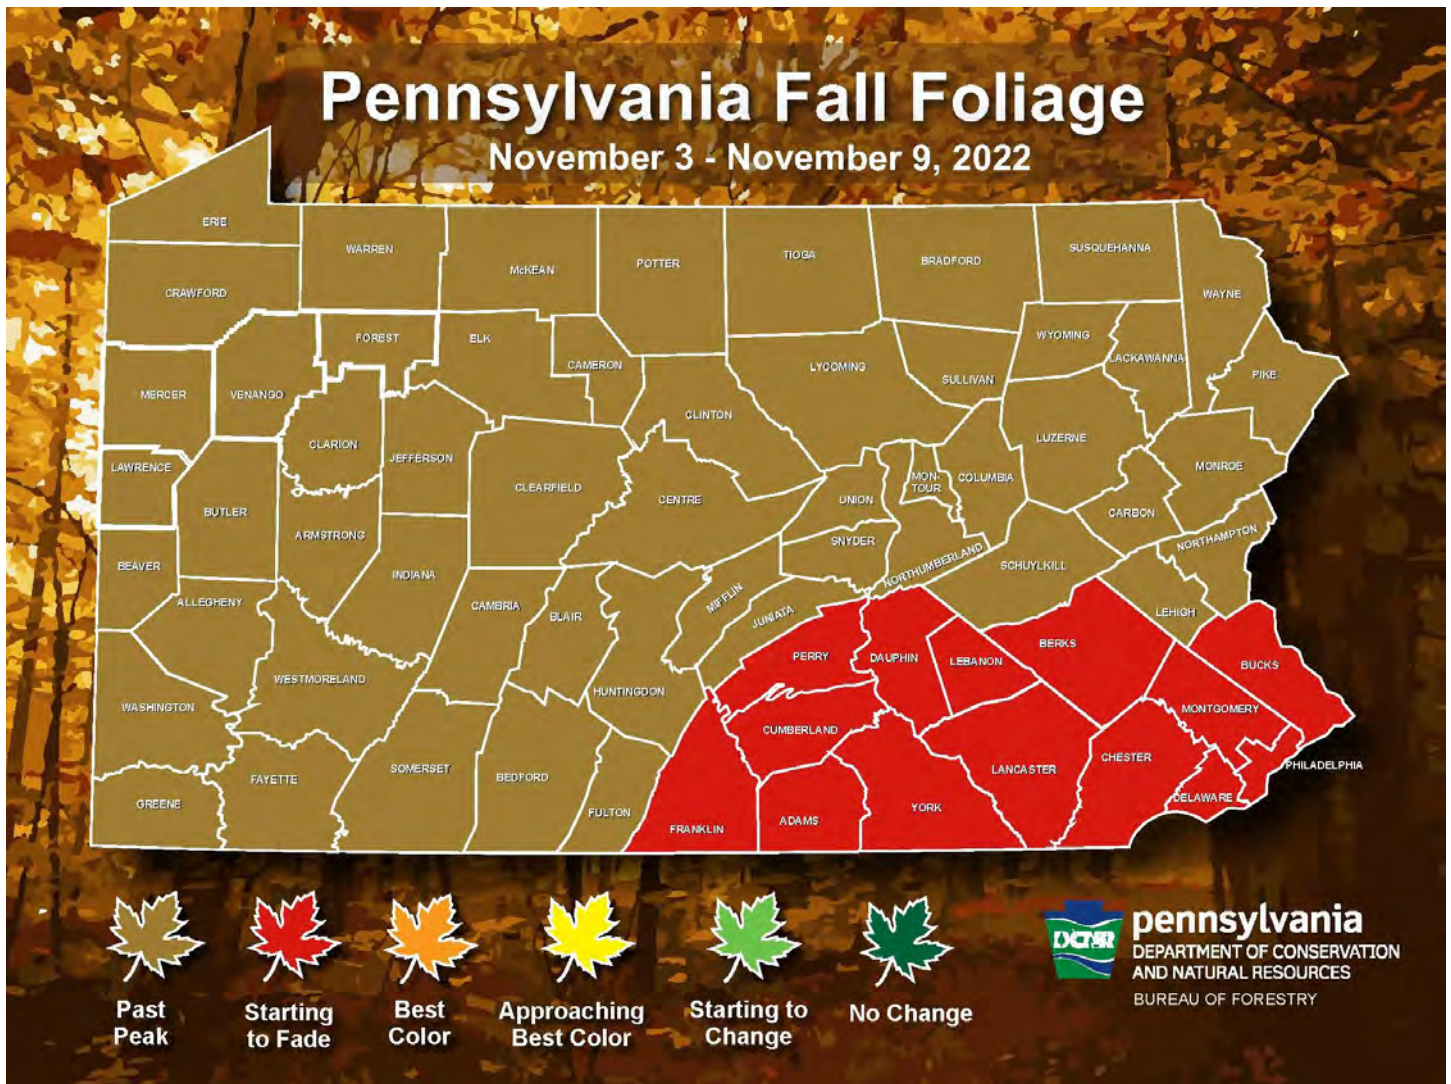 Pennsylvania Fall Foliage
November 3 - November 9, 2022
ERIE
WARREN
McKEAN
POTTER
TIOGA
BRADFORD
SUSQUEHANNA
WAYNE
CRAWFORD
FOREST
ELK
CAMERON
LYCOMING
SULLIVAN
WYOMING
LACKAWANNA
PIKE
MERCER
VENANGO
CLINTON
CLARION
JEFFERSON
LUZERNE
MONROE
LAWRENCE
CLEARFIELD
CENTRE
UNION
MON-
TOUR
COLUMBIA
BUTLER
ARMSTRONG
SNYDER
CARBON
NORTHAMPTON
BEAVER
INDIANA
NORTHUMBERLAND
SCHUYLKILL
ALLEGHENY
CAMBRIA
BLAIR
MIFFLIN
JUNIATA
LEHIGH
PERRY
DAUPHIN
LEBANON
BERKS
BUCKS
WESTMORELAND
HUNTINGDON
WASHINGTON
CUMBERLAND
MONTGOMERY
FAYETTE
SOMERSET
BEDFORD
LANCASTER
CHESTER
PHILADELPHIA
GREENE
FULTON
FRANKLIN
ADAMS
YORK
DELAWARE
Past
Peak
Starting
to Fade
Best
Color
Approaching
Best Color
Starting to
Change
No Change
DCNR
pennsylvania
DEPARTMENT OF CONSERVATION
AND NATURAL RESOURCES
BUREAU OF FORESTRY